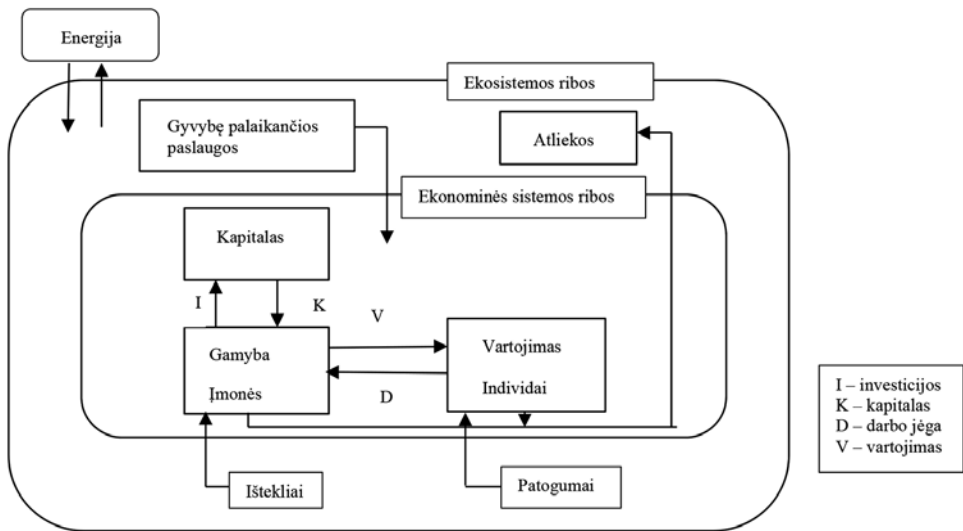 Energija
Ekosistemos ribos
Gyvybę palaikančios
paslaugos
Atliekos
Ekonominės sistemos ribos
Kapitalas
I
K
V
Gamyba
Įmonės
Vartojimas
Individai
D
I – investicijos
K – kapitalas
D – darbo jėga
V – vartojimas
Ištekliai
Patogumai